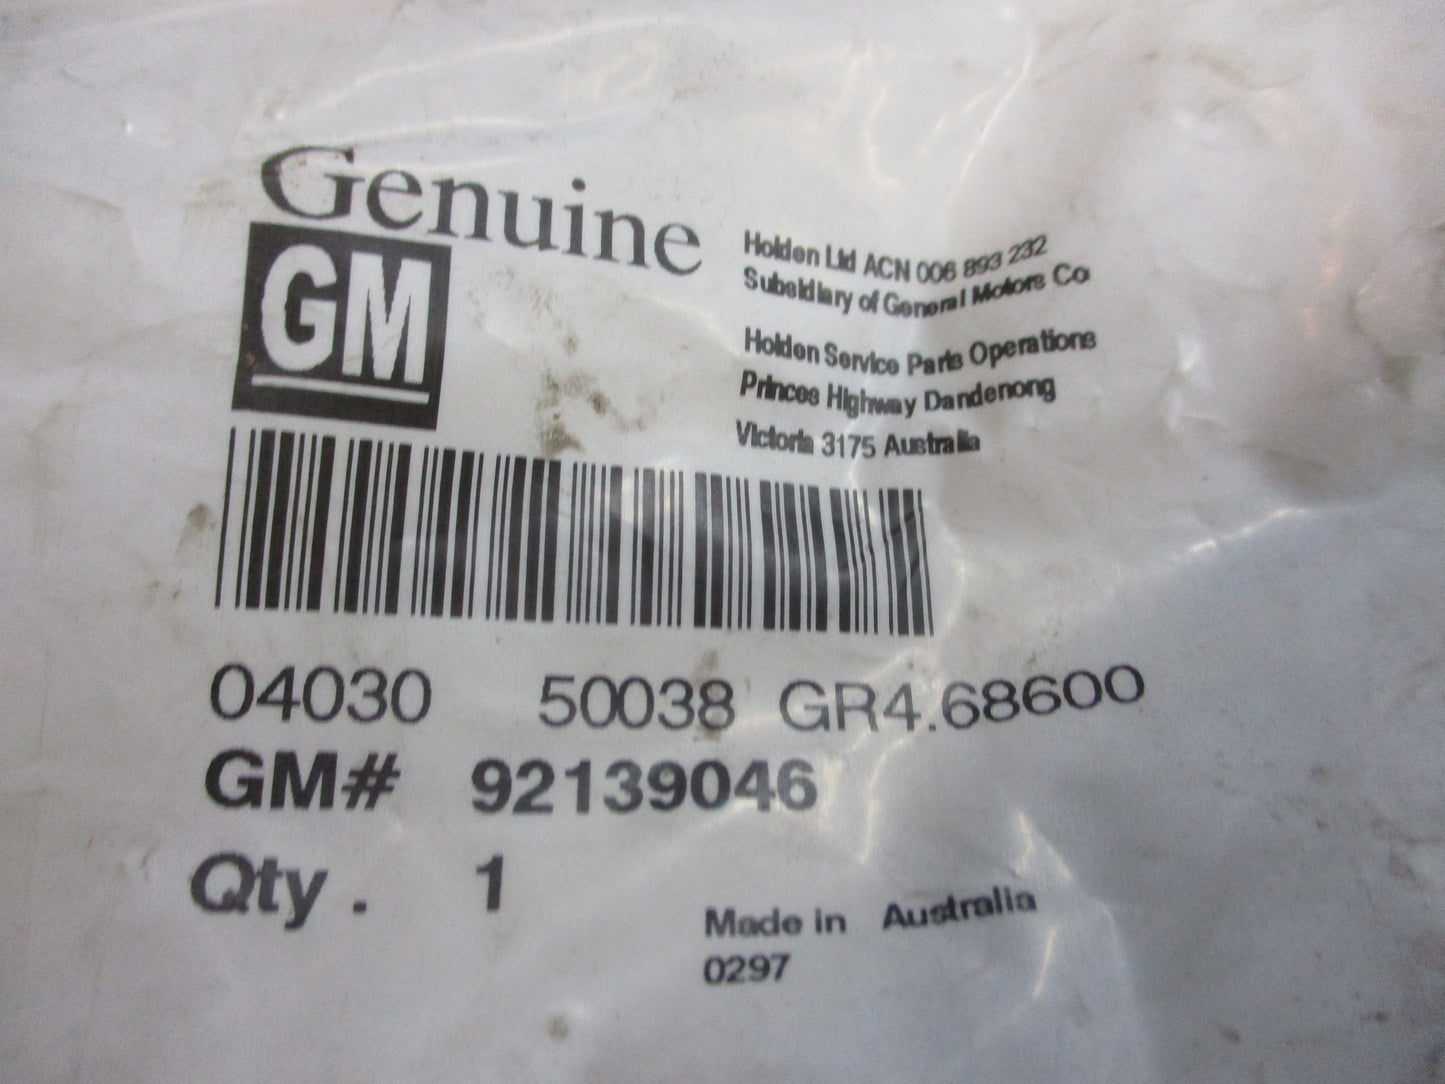 Genuine
GM
Holden Ltd ACN 006 893 232
Subsidiary of General Motors Co
Holden Service Parts Operations
Princes Highway Dandenong
Victoria 3175 Australia
04030 50038 GR4.68600
GM# 92139046
Qty . 1
Made in Australia
0297